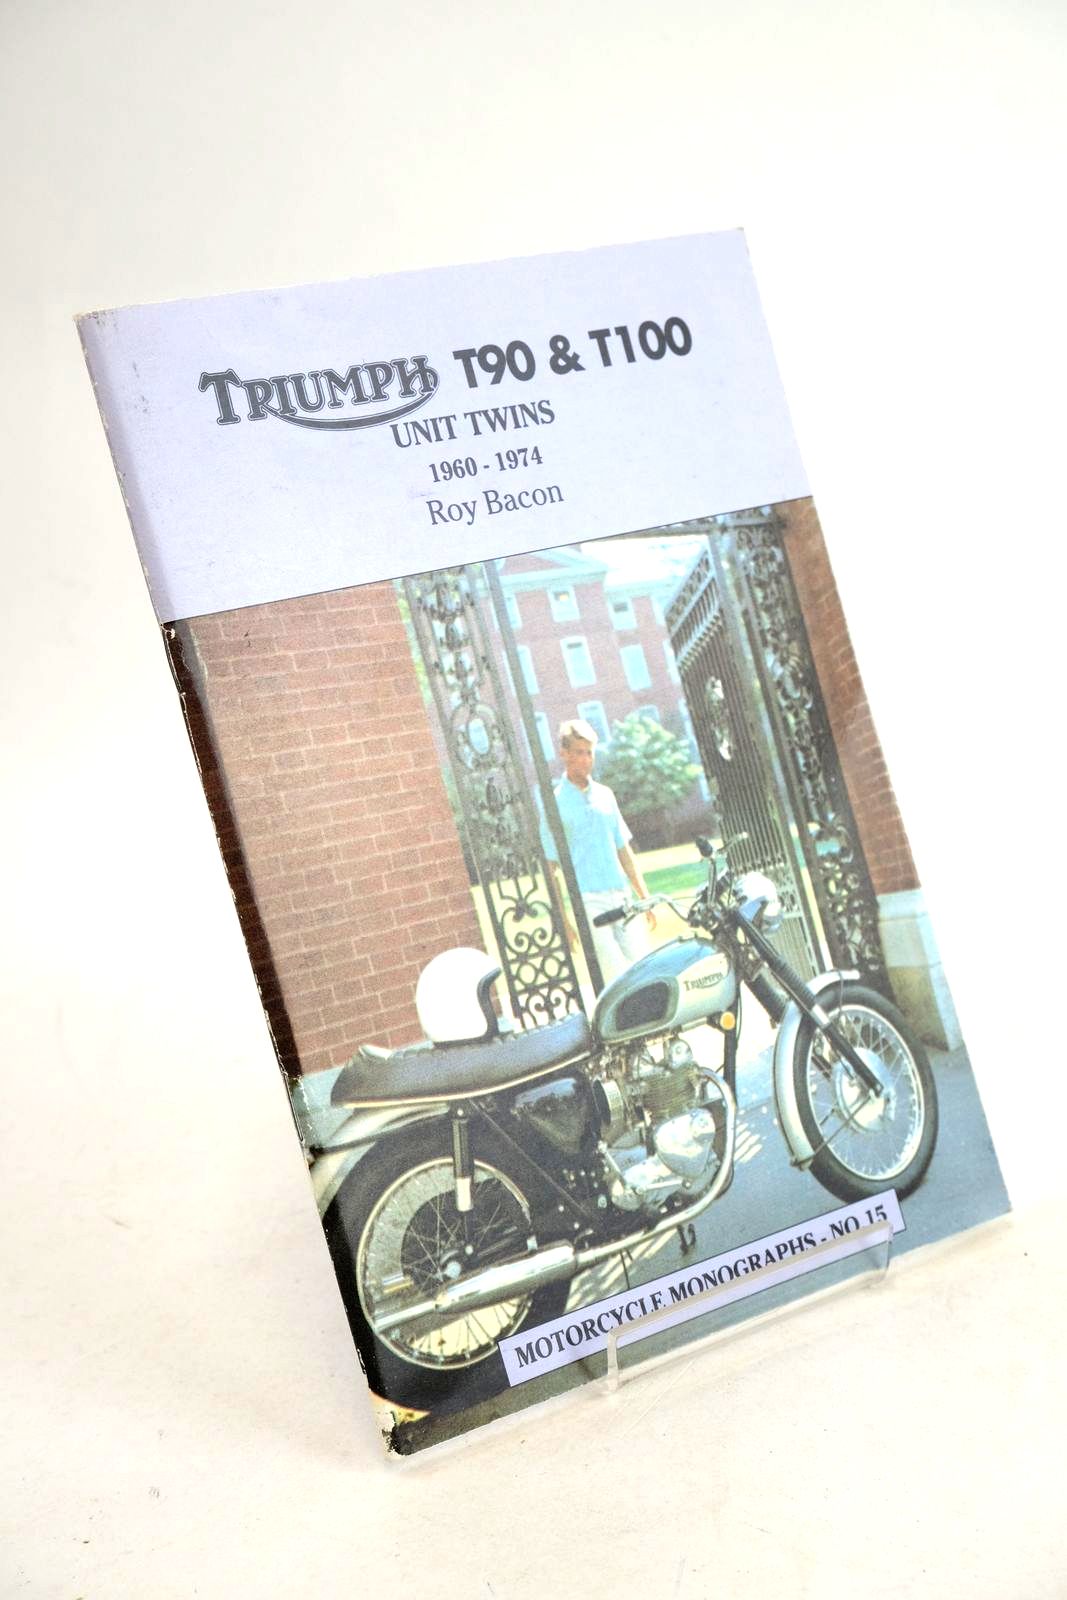 TRIUMPH T90 & T100
UNIT TWINS
1960 - 1974
Roy Bacon
TRIUMPH
MOTORCYCLE MONOGRAPHS - NO 15